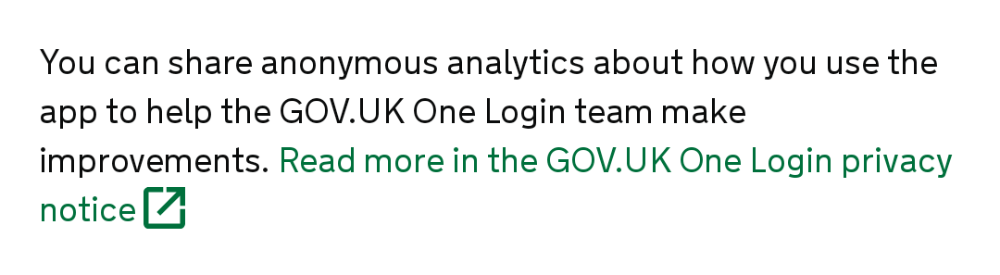 You can share anonymous analytics about how you use the
app to help the GOV.UK One Login team make
improvements. Read more in the GOV.UK One Login privacy
notice